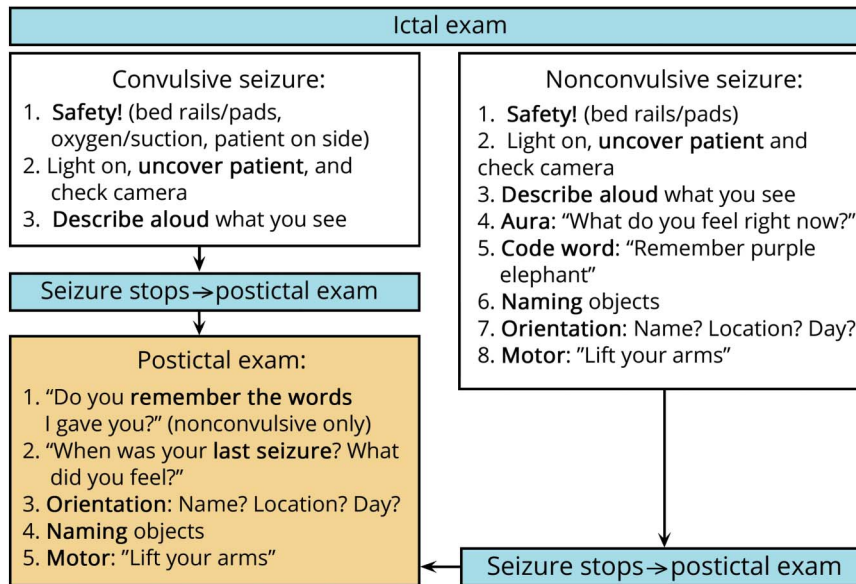 Ictal exam
Convulsive seizure:
1. Safety! (bed rails/pads,
oxygen/suction, patient on side)
2. Light on, uncover patient, and
check camera
3. Describe aloud what you see
Seizure stops→postictal exam
Postictal exam:
1. “Do you remember the words
I gave you?” (nonconvulsive only)
2. “When was your last seizure? What
did you feel?”
3. Orientation: Name? Location? Day?
4. Naming objects
5. Motor: ”Lift your arms”
Nonconvulsive seizure:
1. Safety! (bed rails/pads)
2. Light on, uncover patient and
check camera
3. Describe aloud what you see
4. Aura: “What do you feel right now?”
5. Code word: “Remember purple
elephant”
6. Naming objects
7. Orientation: Name? Location? Day?
8. Motor: ”Lift your arms”
Seizure stops→postictal exam